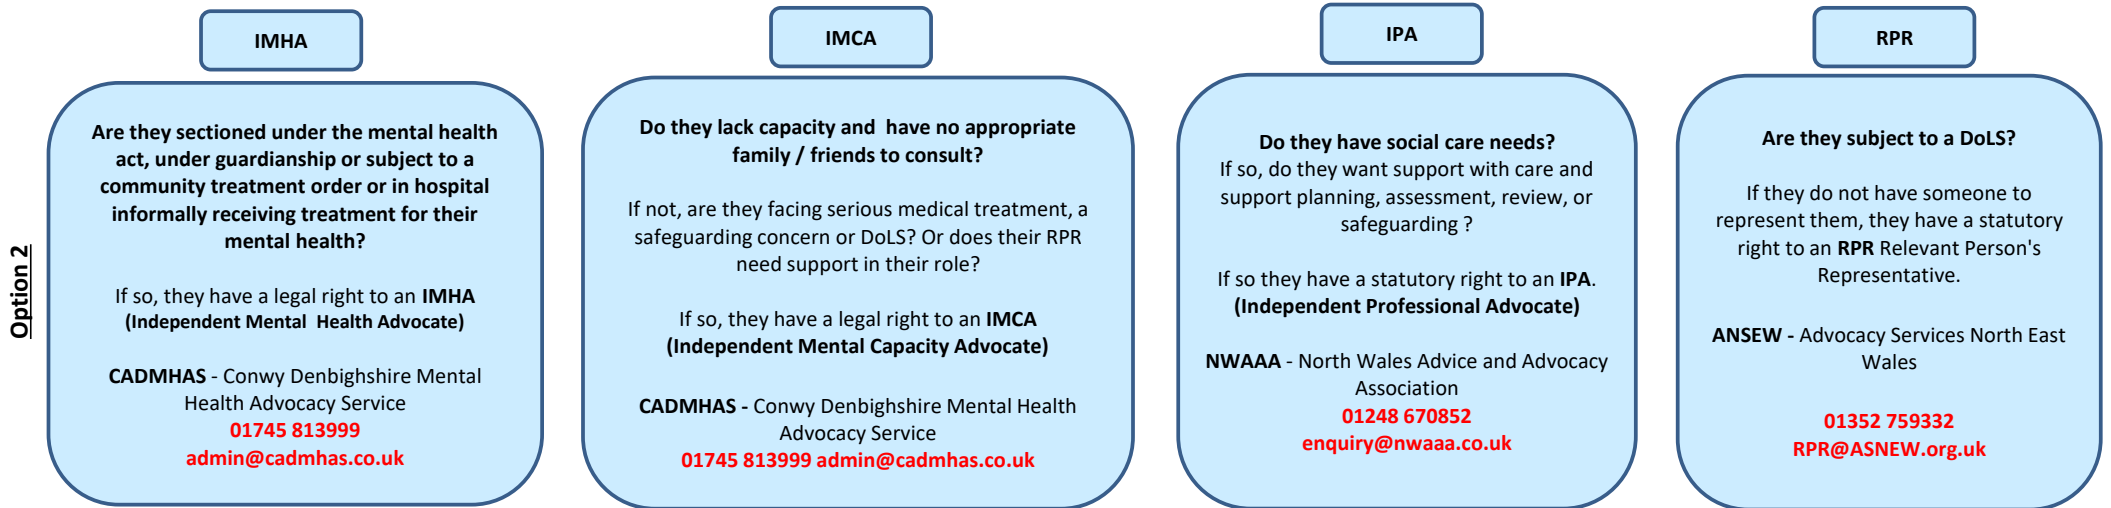 Option 2
IMHA
Are they sectioned under the mental health
act, under guardianship or subject to a
community treatment order or in hospital
informally receiving treatment for their
mental health?
If so, they have a legal right to an IMHA
(Independent Mental Health Advocate)
CADMHAS - Conwy Denbighshire Mental
Health Advocacy Service
01745 813999
admin@cadmhas.co.uk
IMCA
Do they lack capacity and have no appropriate
family / friends to consult?
If not, are they facing serious medical treatment, a
safeguarding concern or DoLS? Or does their RPR
need support in their role?
If so, they have a legal right to an IMCA
(Independent Mental Capacity Advocate)
CADMHAS - Conwy Denbighshire Mental Health
Advocacy Service
01745 813999 admin@cadmhas.co.uk
IPA
Do they have social care needs?
If so, do they want support with care and
support planning, assessment, review, or
safeguarding ?
If so they have a statutory right to an IPA.
(Independent Professional Advocate)
NWAAA - North Wales Advice and Advocacy
Association
01248 670852
enquiry@nwaaa.co.uk
RPR
Are they subject to a DoLS?
If they do not have someone to
represent them, they have a statutory
right to an RPR Relevant Person's
Representative.
ANSEW - Advocacy Services North East
Wales
01352 759332
RPR@ASNEW.org.uk